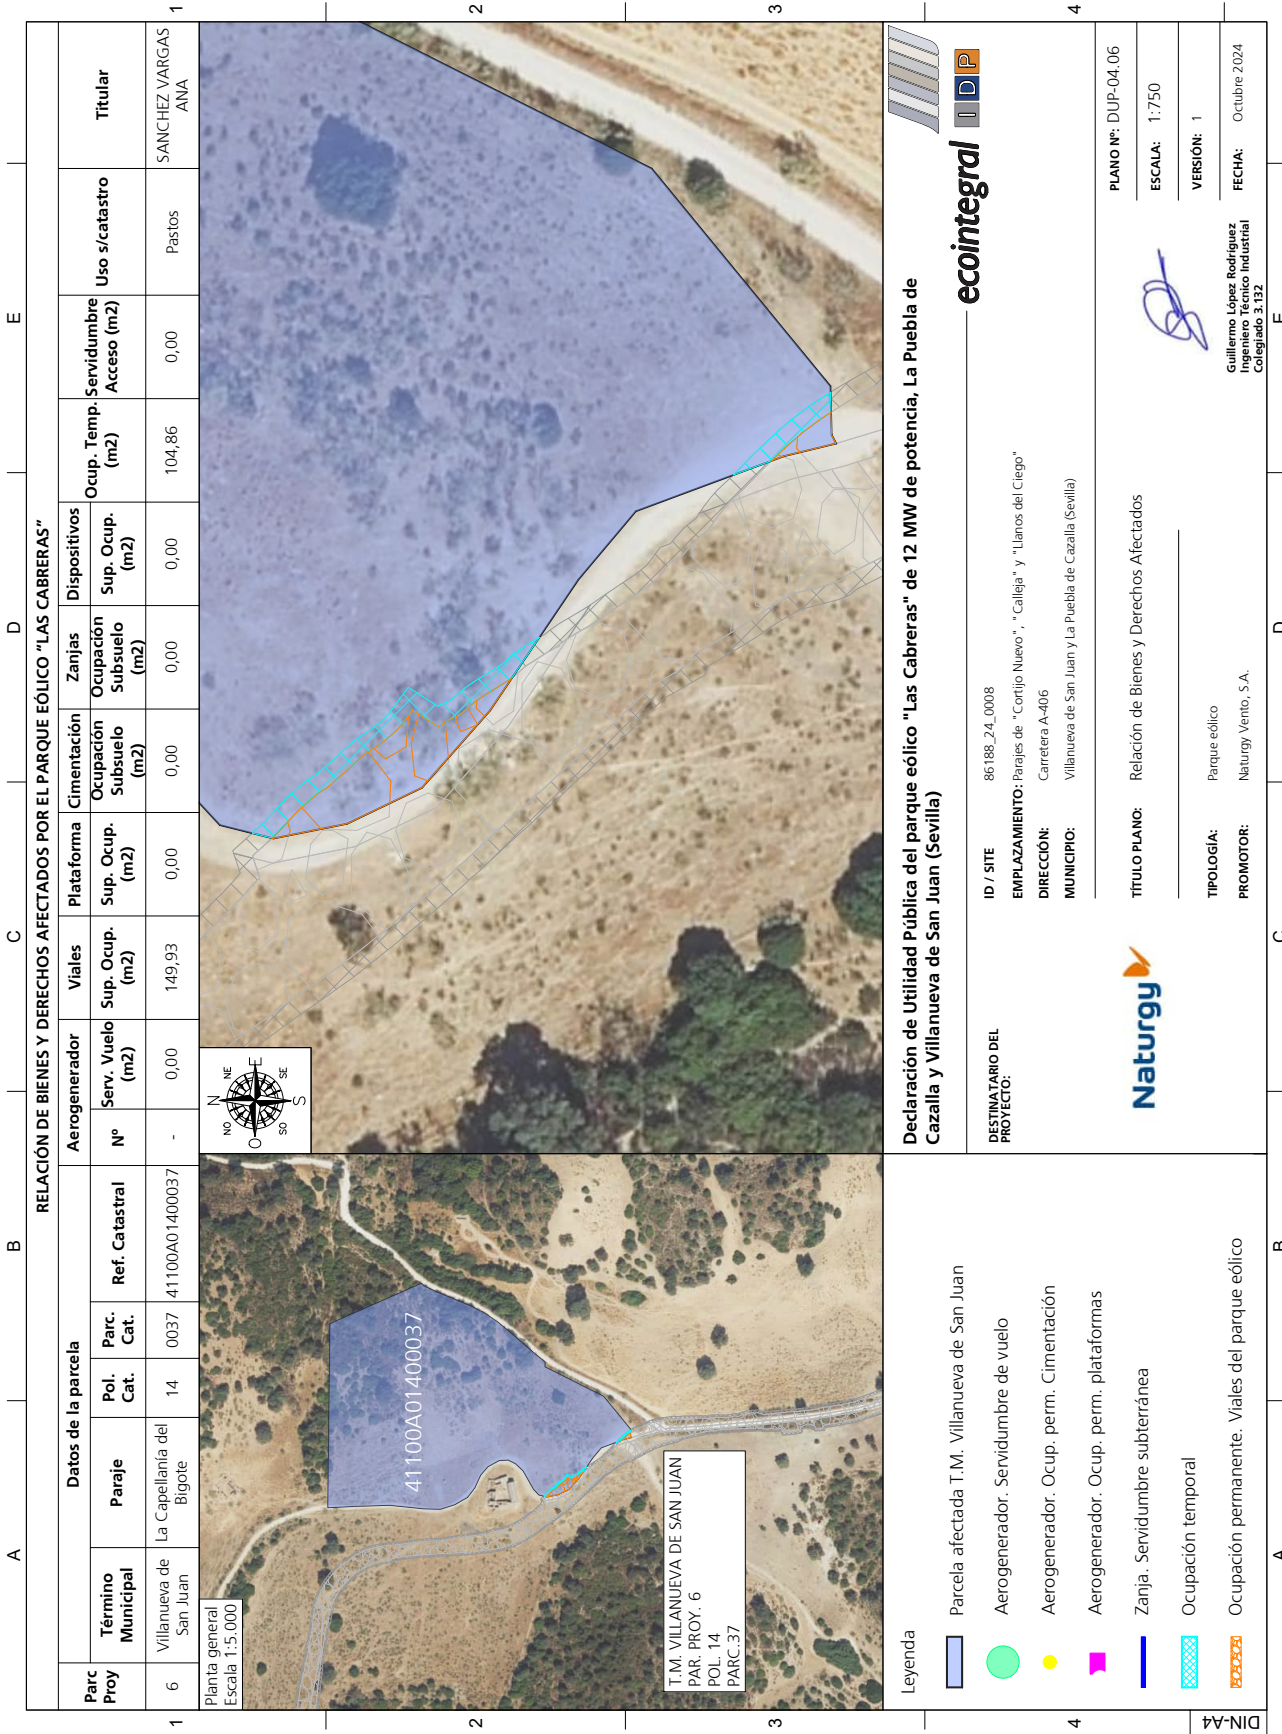 A
B
C
D
E
RELACIÓN DE BIENES Y DERECHOS AFECTADOS POR EL PARQUE EÓLICO "LAS CABRERAS"
Parc Proy
Datos de la parcela
Aerogenerador
Viales
Plataforma
Cimentación
Zanjas
Dispositivos
Ocup. Temp. (m2)
Servidumbre Acceso (m2)
Uso s/catastro
Titular
Término Municipal
Paraje
Pol. Cat.
Parc. Cat.
Ref. Catastral
Nº
Serv. Vuelo (m2)
Sup. Ocup. (m2)
Sup. Ocup. (m2)
Ocupación Subsuelo (m2)
Ocupación Subsuelo (m2)
Sup. Ocup. (m2)
6
Villanueva de San Juan
La Capellanía del Bigote
14
0037
41100A01400037
-
0,00
149,93
0,00
0,00
0,00
0,00
104,86
0,00
Pastos
SANCHEZ VARGAS ANA
Planta general
Escala 1:5.000
41100A01400037
T.M. VILLANUEVA DE SAN JUAN
PAR. PROY. 6
POL. 14
PARC.37
N
NE
E
SE
S
SO
O
NO
Leyenda
Parcela afectada T.M. Villanueva de San Juan
Aerogenerador. Servidumbre de vuelo
Aerogenerador. Ocup. perm. Cimentación
Aerogenerador. Ocup. perm. plataformas
Zanja. Servidumbre subterránea
Ocupación temporal
Ocupación permanente. Viales del parque eólico
Declaración de Utilidad Pública del parque eólico "Las Cabreras" de 12 MW de potencia, La Puebla de
Cazalla y Villanueva de San Juan (Sevilla)
ecointegral
IDP
DESTINATARIO DEL
PROYECTO:
Naturgy
ID / SITE 86188_24_0008
EMPLAZAMIENTO: Parajes de "Cortijo Nuevo", "Calleja" y "Llanos del Ciego"
DIRECCIÓN: Carretera A-406
MUNICIPIO: Villanueva de San Juan y La Puebla de Cazalla (Sevilla)
TÍTULO PLANO: Relación de Bienes y Derechos Afectados
TIPOLOGÍA: Parque eólico
PROMOTOR: Naturgy Vento, S.A.
Guillermo López Rodríguez
Ingeniero Técnico Industrial
Colegiado 3.132
PLANO Nº: DUP-04.06
ESCALA: 1:750
VERSIÓN: 1
FECHA: Octubre 2024
1
2
3
4
1
2
3
4
DIN-A4
A
B
C
D
E